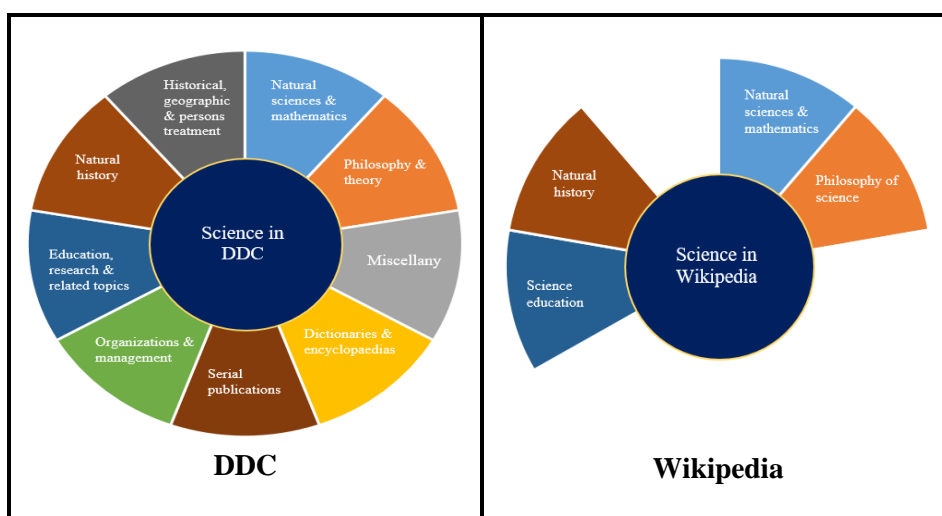 Historical,
geographic
& persons
treatment
Natural
sciences &
mathematics
Philosophy &
theory
Miscellany
Dictionaries &
encyclopaedias
Serial
publications
Organizations &
management
Education,
research &
related topics
Natural
history
Science in
DDC
DDC
Natural
sciences &
mathematics
Philosophy of
science
Natural
history
Science
education
Science in
Wikipedia
Wikipedia